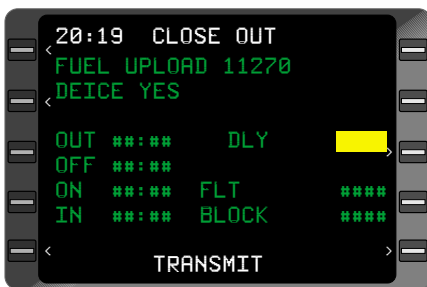 20:19 CLOSE OUT
<
FUEL UPLOAD 11270
< DEICE YES
OUT ##:## DLY >
OFF ##:##
ON ##:## FLT ####
IN ##:## BLOCK ####
< >
TRANSMIT